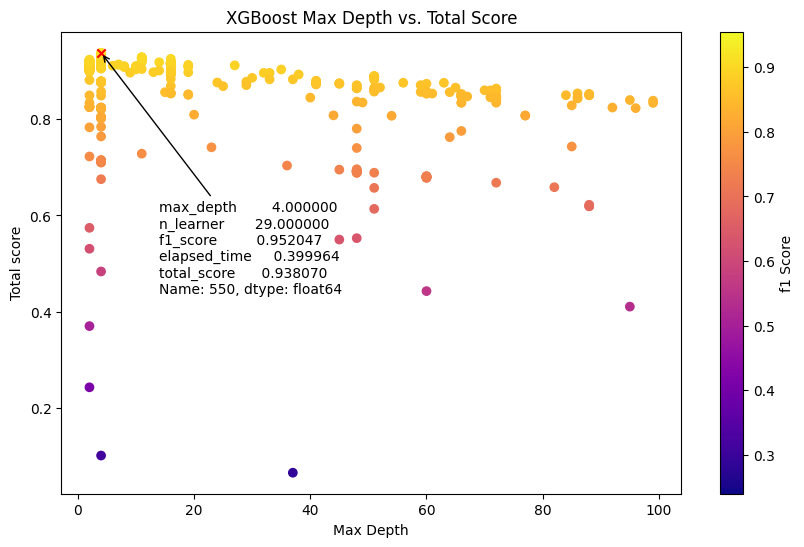 XGBoost Max Depth vs. Total Score
Total score
0.8
0.6
0.4
0.2
max_depth 4.000000
n_learner 29.000000
f1_score 0.952047
elapsed_time 0.399964
total_score 0.938070
Name: 550, dtype: float64
0 20 40 60 80 100
Max Depth
0.9
0.8
0.7
0.6
0.5
0.4
0.3
f1 Score